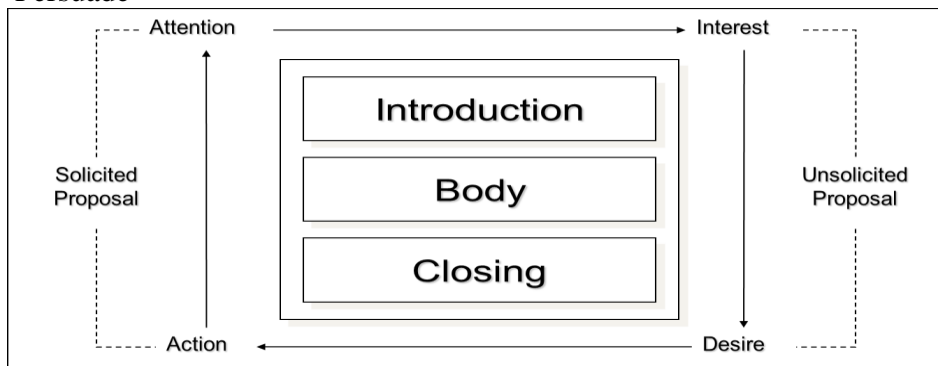 Persuade
Attention
Interest
Introduction
Solicited
Proposal
Body
Unsolicited
Proposal
Closing
Action
Desire